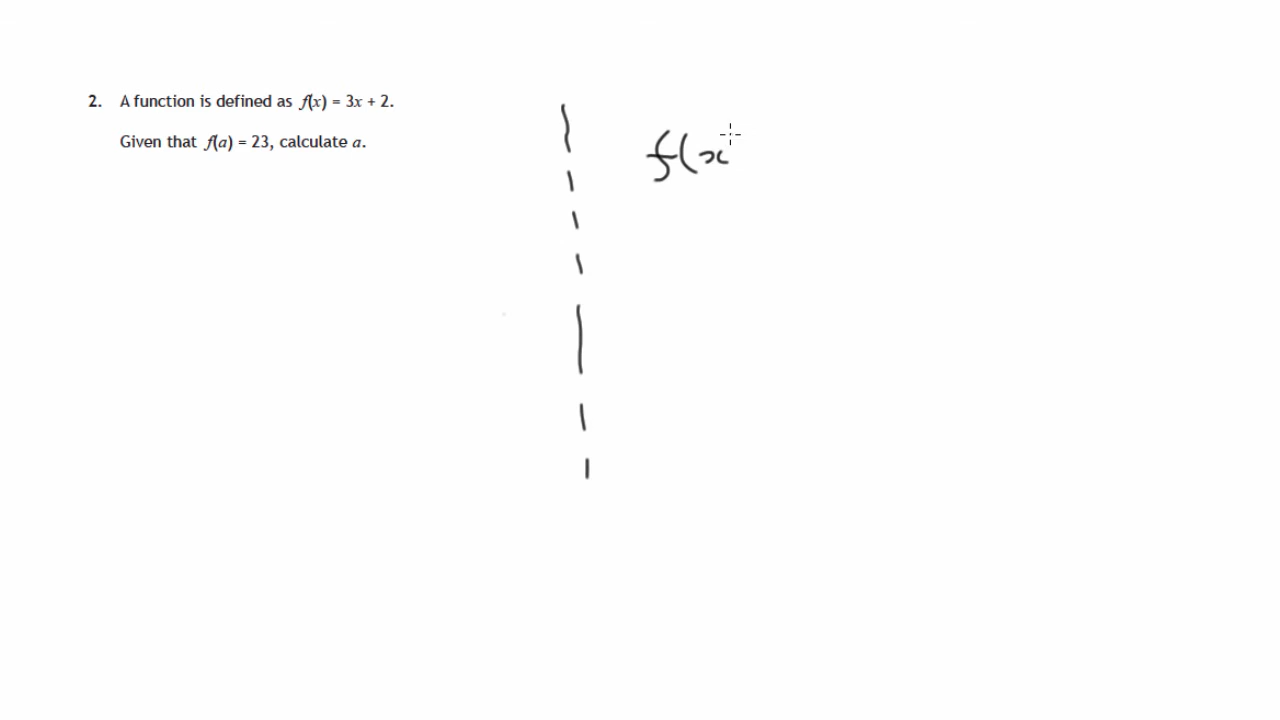 2. A function is defined as f(x) = 3x + 2.
Given that f(a) = 23, calculate a.
f(x